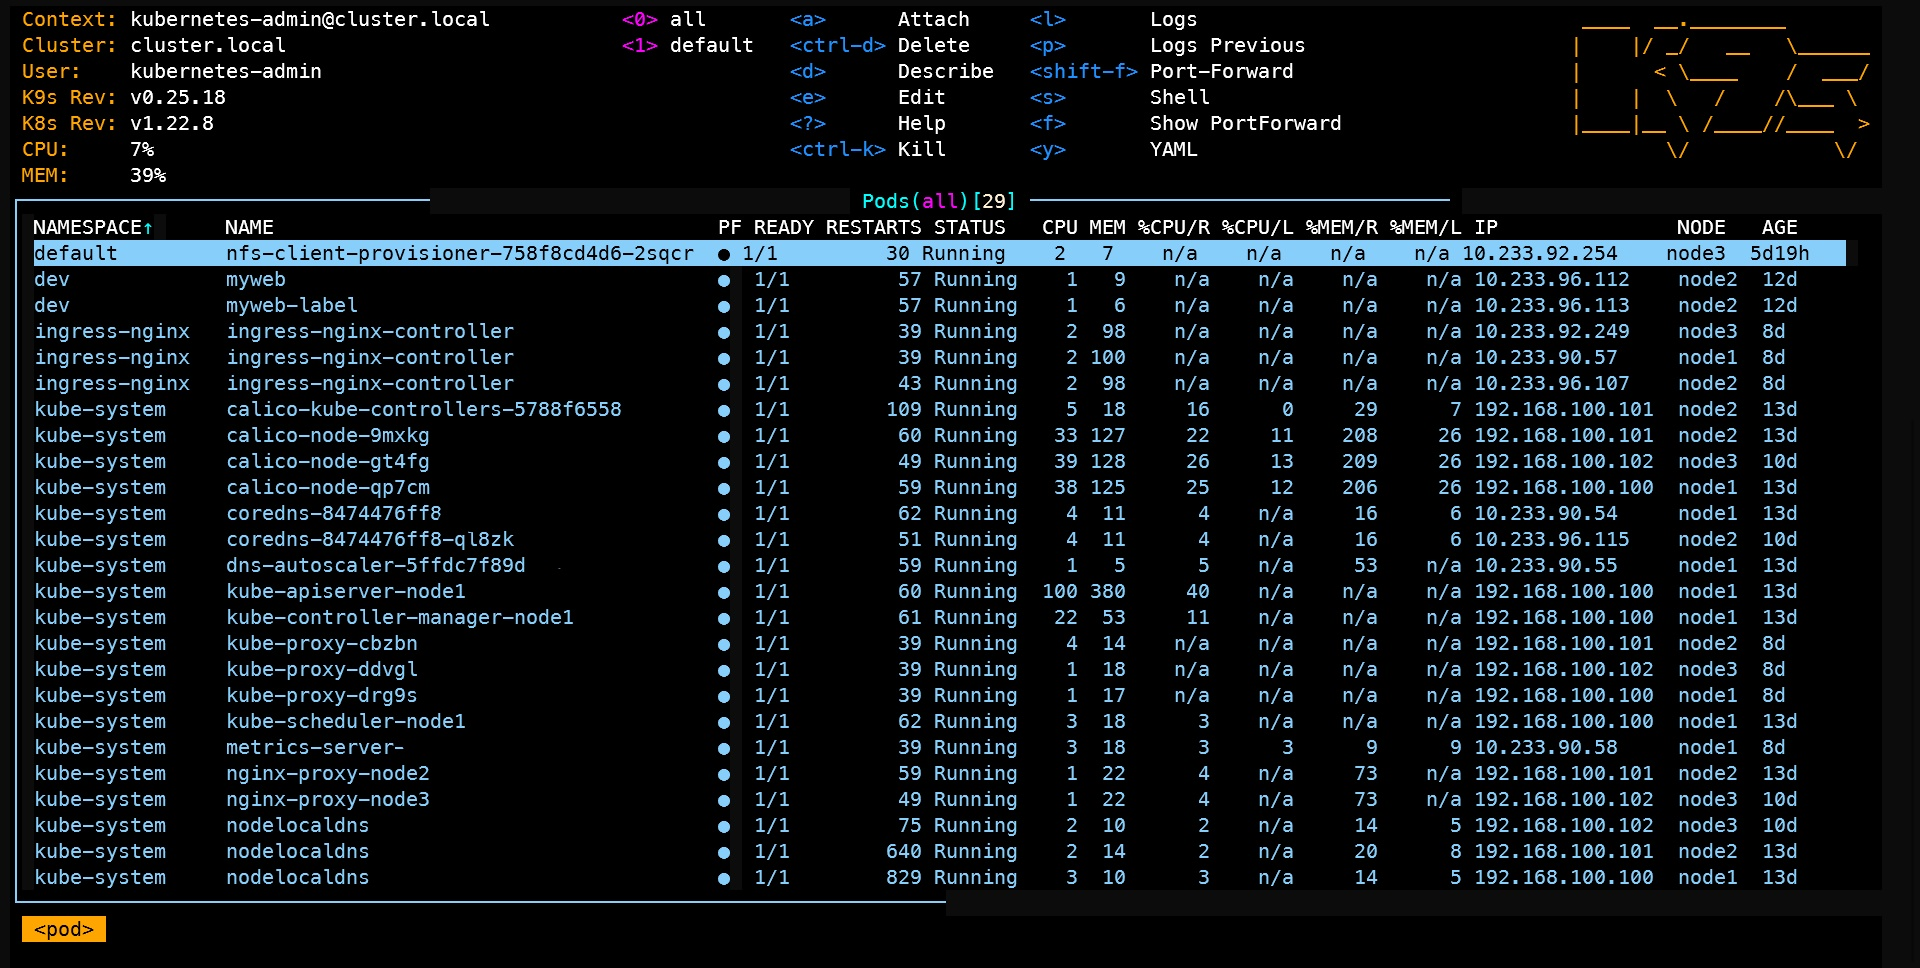 Context: kubernetes-admin@cluster.local <0> all <a> Attach <l> Logs
Cluster: cluster.local <1> default <ctrl-d> Delete <p> Logs Previous
User: kubernetes-admin <d> Describe <shift-f> Port-Forward
K9s Rev: v0.25.18 <e> Edit <s> Shell
K8s Rev: v1.22.8 <?> Help <f> Show PortForward
CPU: 7% <ctrl-k> Kill <y> YAML
MEM: 39%
Pods(all)[29]
NAMESPACE↑ NAME PF READY RESTARTS STATUS CPU MEM %CPU/R %CPU/L %MEM/R %MEM/L IP NODE AGE
default nfs-client-provisioner-758f8cd4d6-2sqcr ● 1/1 30 Running 2 7 n/a n/a n/a n/a 10.233.92.254 node3 5d19h
dev myweb ● 1/1 57 Running 1 9 n/a n/a n/a n/a 10.233.96.112 node2 12d
dev myweb-label ● 1/1 57 Running 1 6 n/a n/a n/a n/a 10.233.96.113 node2 12d
ingress-nginx ingress-nginx-controller ● 1/1 39 Running 2 98 n/a n/a n/a n/a 10.233.92.249 node3 8d
ingress-nginx ingress-nginx-controller ● 1/1 39 Running 2 100 n/a n/a n/a n/a 10.233.90.57 node1 8d
ingress-nginx ingress-nginx-controller ● 1/1 43 Running 2 98 n/a n/a n/a n/a 10.233.96.107 node2 8d
kube-system calico-kube-controllers-5788f6558 ● 1/1 109 Running 5 18 16 0 29 7 192.168.100.101 node2 13d
kube-system calico-node-9mxkg ● 1/1 60 Running 33 127 22 11 208 26 192.168.100.101 node2 13d
kube-system calico-node-gt4fg ● 1/1 49 Running 39 128 26 13 209 26 192.168.100.102 node3 10d
kube-system calico-node-qp7cm ● 1/1 59 Running 38 125 25 12 206 26 192.168.100.100 node1 13d
kube-system coredns-8474476ff8 ● 1/1 62 Running 4 11 4 n/a 16 6 10.233.90.54 node1 13d
kube-system coredns-8474476ff8-ql8zk ● 1/1 51 Running 4 11 4 n/a 16 6 10.233.96.115 node2 10d
kube-system dns-autoscaler-5ffdc7f89d ● 1/1 59 Running 1 5 5 n/a 53 n/a 10.233.90.55 node1 13d
kube-system kube-apiserver-node1 ● 1/1 60 Running 100 380 40 n/a n/a n/a 192.168.100.100 node1 13d
kube-system kube-controller-manager-node1 ● 1/1 61 Running 22 53 11 n/a n/a n/a 192.168.100.100 node1 13d
kube-system kube-proxy-cbzbn ● 1/1 39 Running 4 14 n/a n/a n/a n/a 192.168.100.101 node2 8d
kube-system kube-proxy-ddvgl ● 1/1 39 Running 1 18 n/a n/a n/a n/a 192.168.100.102 node3 8d
kube-system kube-proxy-drg9s ● 1/1 39 Running 1 17 n/a n/a n/a n/a 192.168.100.100 node1 8d
kube-system kube-scheduler-node1 ● 1/1 62 Running 3 18 3 n/a n/a n/a 192.168.100.100 node1 13d
kube-system metrics-server- ● 1/1 39 Running 3 18 3 3 9 9 10.233.90.58 node1 8d
kube-system nginx-proxy-node2 ● 1/1 59 Running 1 22 4 n/a 73 n/a 192.168.100.101 node2 13d
kube-system nginx-proxy-node3 ● 1/1 49 Running 1 22 4 n/a 73 n/a 192.168.100.102 node3 10d
kube-system nodelocaldns ● 1/1 75 Running 2 10 2 n/a 14 5 192.168.100.102 node3 10d
kube-system nodelocaldns ● 1/1 640 Running 2 14 2 n/a 20 8 192.168.100.101 node2 13d
kube-system nodelocaldns ● 1/1 829 Running 3 10 3 n/a 14 5 192.168.100.100 node1 13d
<pod>